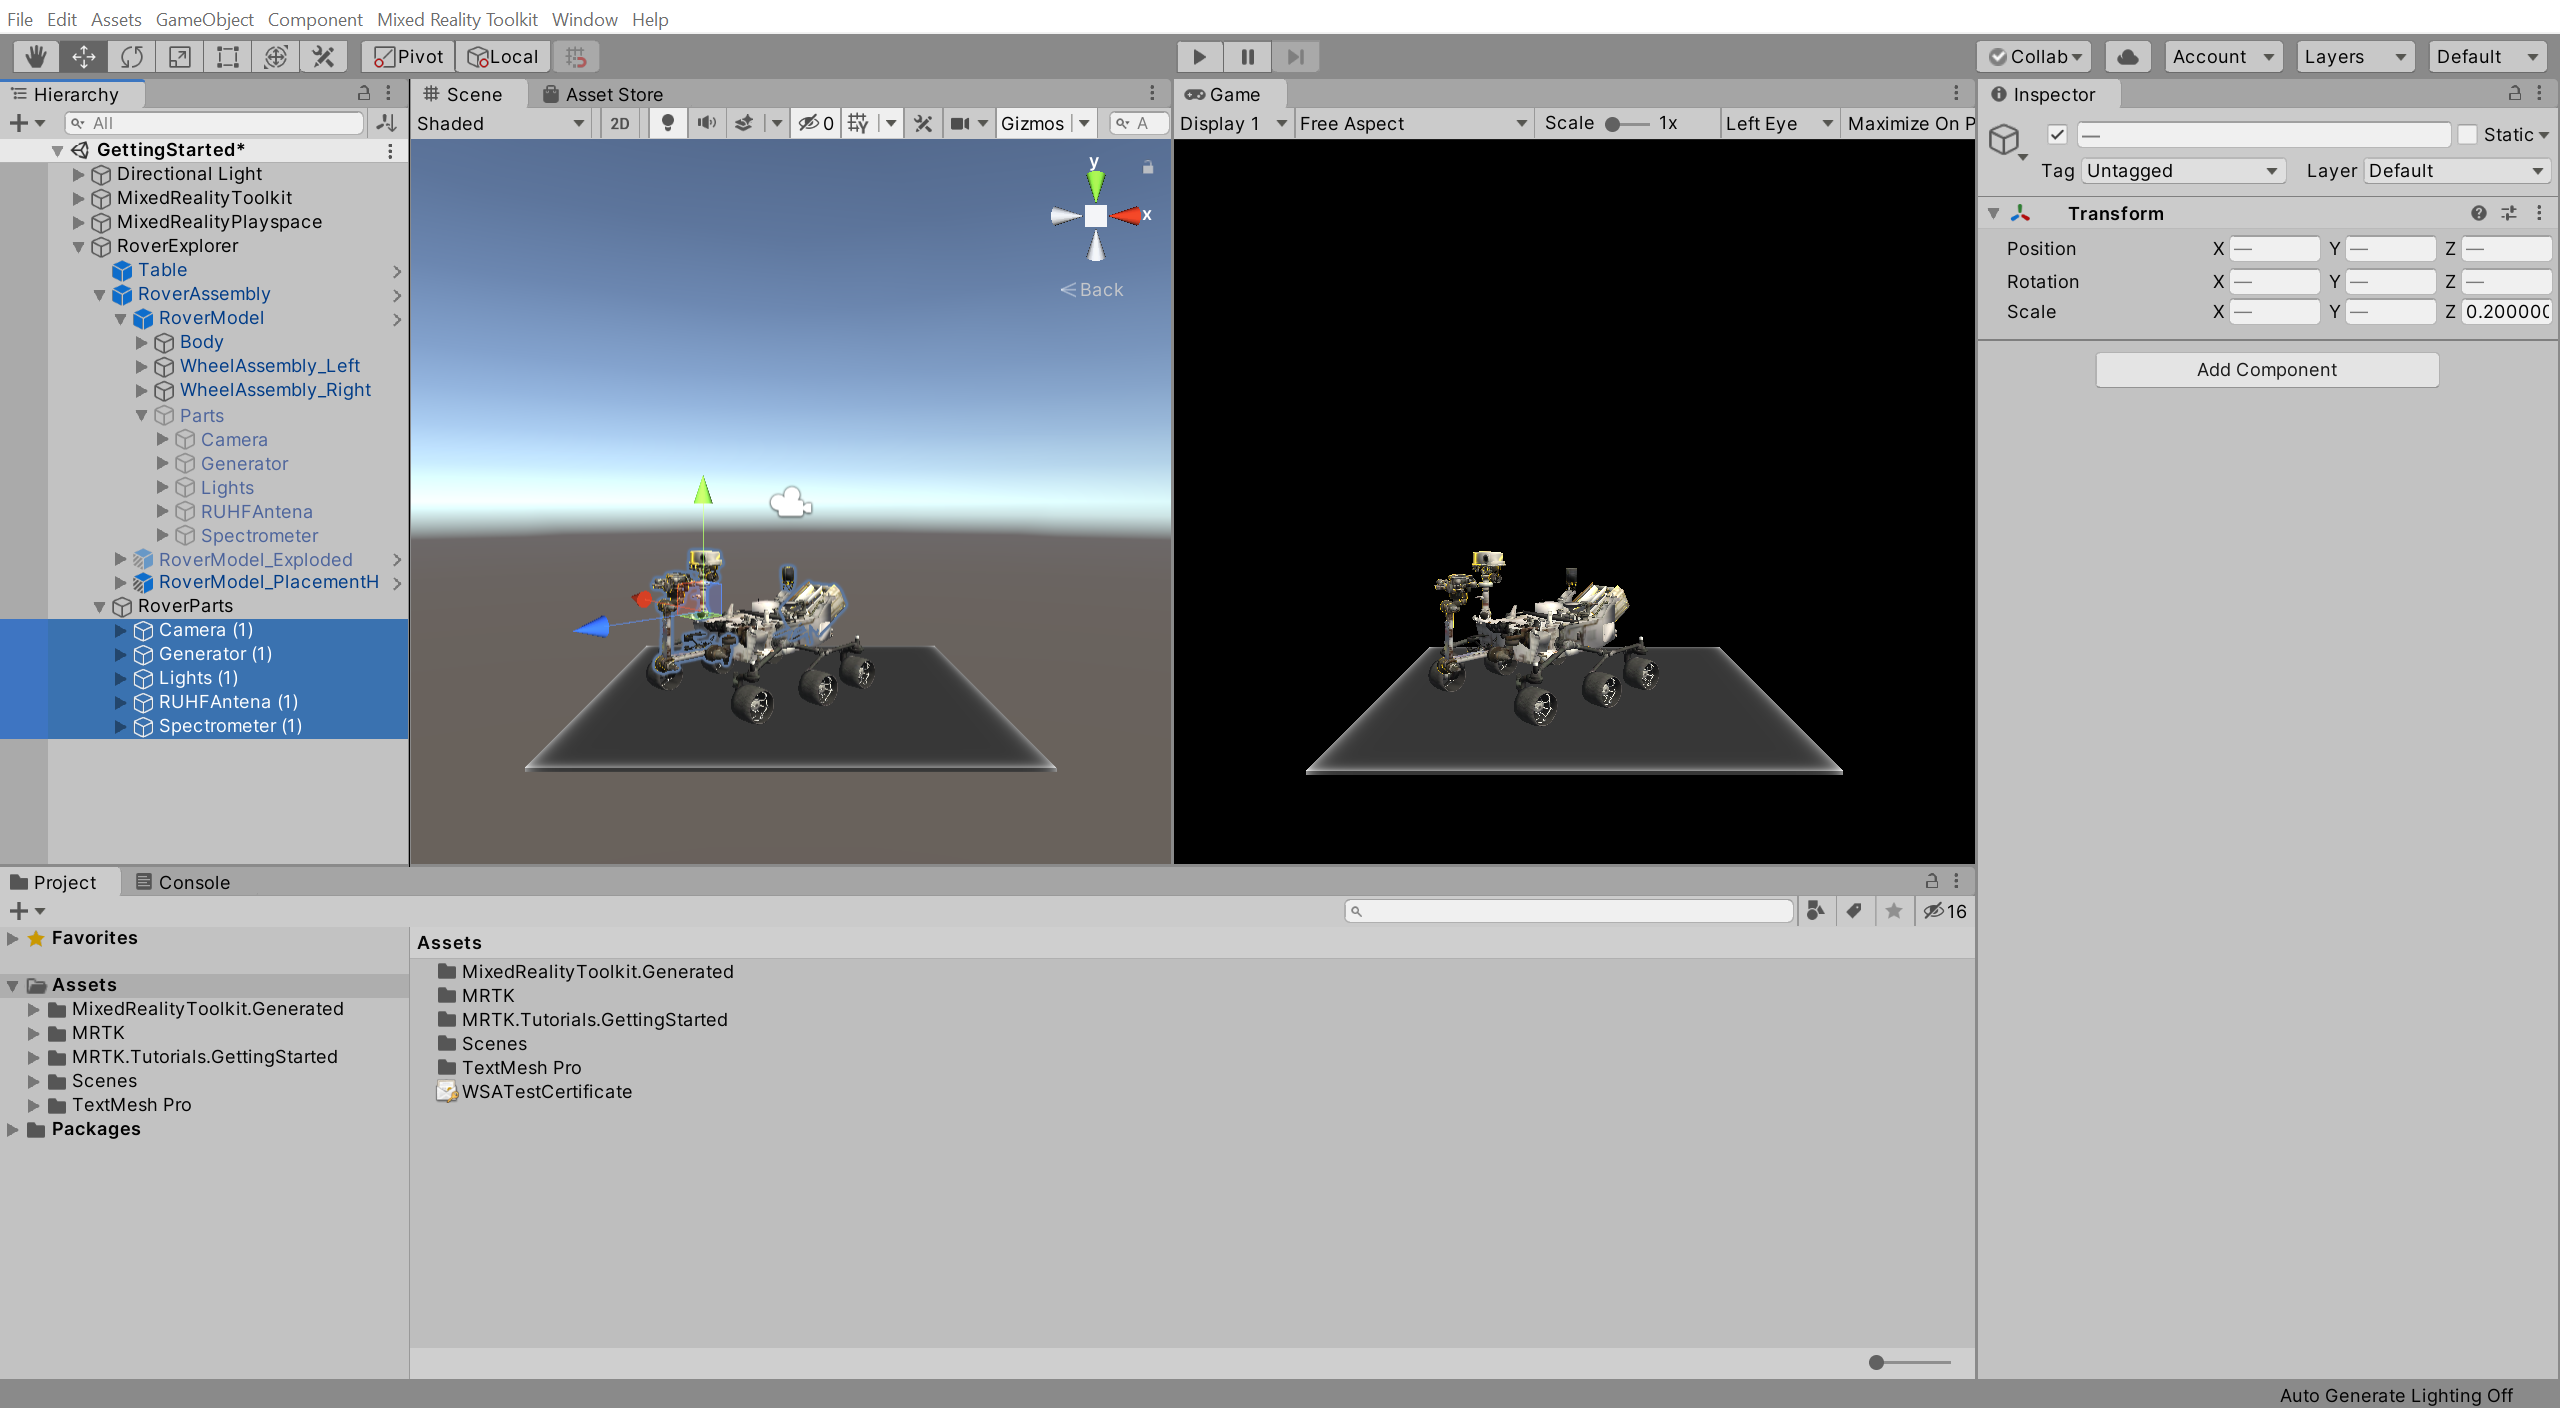 File Edit Assets GameObject Component Mixed Reality Toolkit Window Help
Pivot Local Collab Account Layers Default
Hierarchy
All
GettingStarted*
Directional Light
MixedRealityToolkit
MixedRealityPlayspace
RoverExplorer
Table
RoverAssembly
RoverModel
Body
WheelAssembly_Left
WheelAssembly_Right
Parts
Camera
Generator
Lights
RUHFAntena
Spectrometer
RoverModel_Exploded
RoverModel_PlacementH
RoverParts
Camera (1)
Generator (1)
Lights (1)
RUHFAntena (1)
Spectrometer (1)
Scene Asset Store
Shaded 2D 0 Gizmos A
y
x
Back
Game
Display 1 Free Aspect Scale 1x Left Eye Maximize On P
Inspector
— Static
Tag Untagged Layer Default
Transform
Position X — Y — Z —
Rotation X — Y — Z —
Scale X — Y — Z 0.200000
Add Component
Project Console
16
Favorites
Assets
MixedRealityToolkit.Generated
MRTK
MRTK.Tutorials.GettingStarted
Scenes
TextMesh Pro
Packages
Assets
MixedRealityToolkit.Generated
MRTK
MRTK.Tutorials.GettingStarted
Scenes
TextMesh Pro
WSATestCertificate
Auto Generate Lighting Off